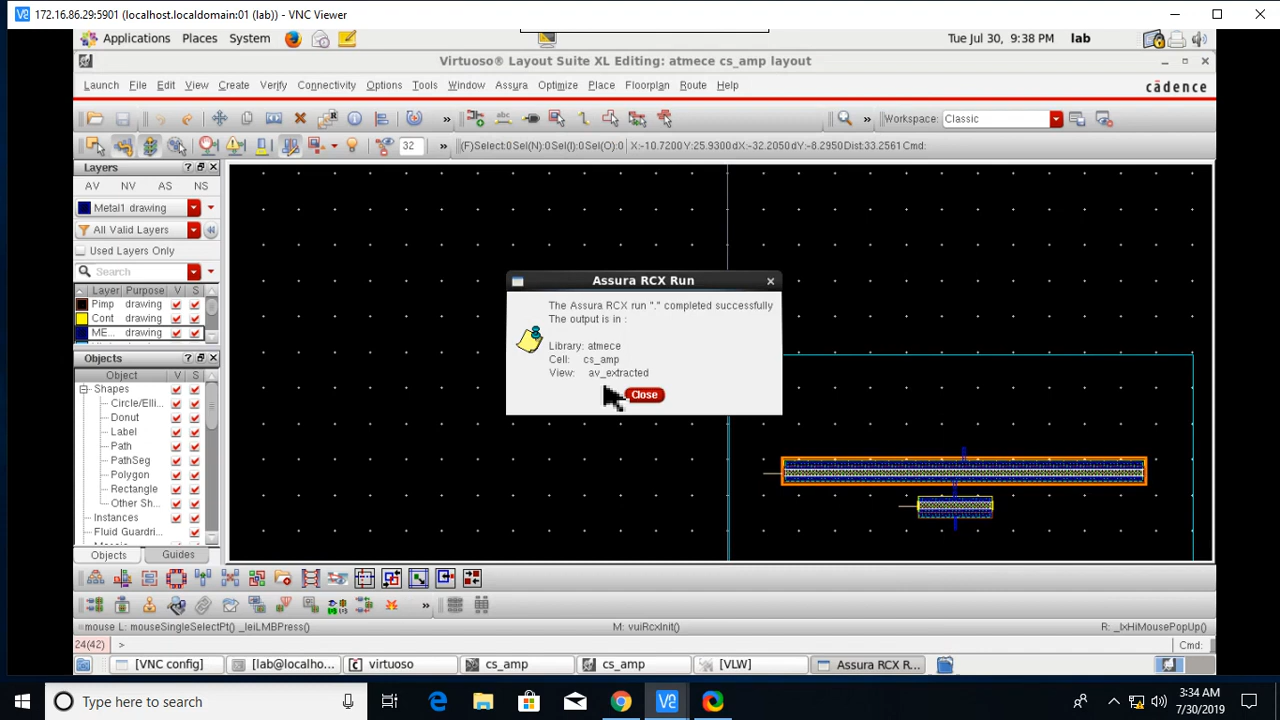 172.16.86.29:5901 (localhost.localdomain:01 (lab)) - VNC Viewer
Applications Places System Tue Jul 30, 9:38 PM lab
Virtuoso® Layout Suite XL Editing: atmece cs_amp layout
Launch File Edit View Create Verify Connectivity Options Tools Window Assura Optimize Place Floorplan Route Help cādence
» » » Workspace: Classic
32 » (F)Select:0 Sel(N):0 Sel(I):0 Sel(O):0 X:-10.7200 Y:25.9300 dX:-32.2050 dY:-8.2950 Dist:33.2561 Cmd:
Layers ?
AV NV AS NS
Metal1 drawing
All Valid Layers
Used Layers Only
Search
Layer Purpose V S
Pimp drawing
Cont drawing
ME... drawing
Objects ?
Object V S
Shapes
Circle/Elli...
Donut
Label
Path
PathSeg
Polygon
Rectangle
Other Sh...
Instances
Fluid Guardri...
Objects Guides
Assura RCX Run
The Assura RCX run "." completed successfully
The output is in :
Library: atmece
Cell: cs_amp
View: av_extracted
Close
»
mouse L: mouseSingleSelectPt() _leiLMBPress() M: vuiRcxInit() R: _lxHiMousePopUp()
24(42) > Cmd:
[VNC config] [lab@localho... virtuoso cs_amp cs_amp [VLW] Assura RCX R...
Type here to search
3:34 AM
7/30/2019